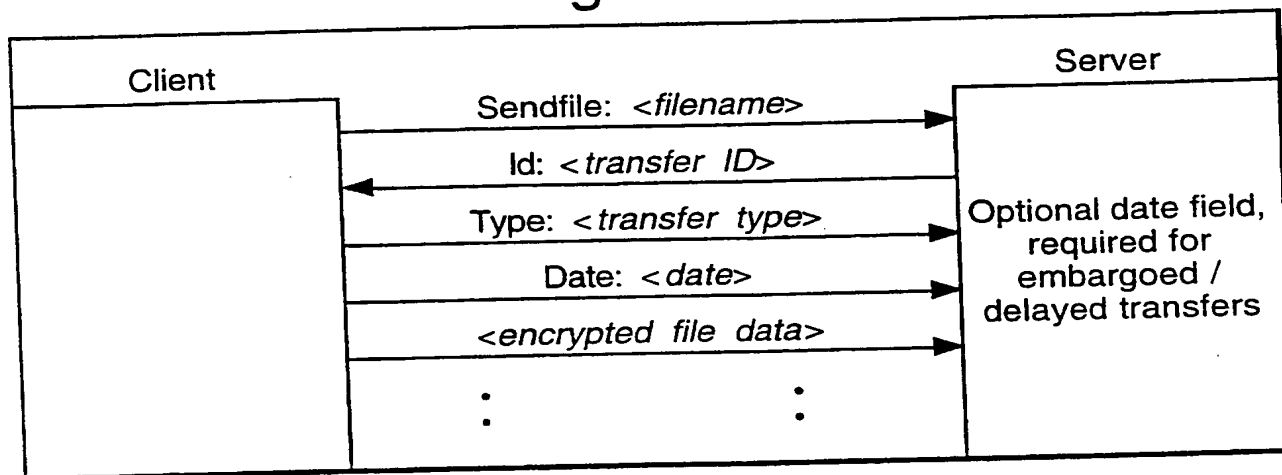 Client
Server
Sendfile: <filename>
Id: <transfer ID>
Type: <transfer type>
Date: <date>
<encrypted file data>
Optional date field,
required for
embargoed /
delayed transfers